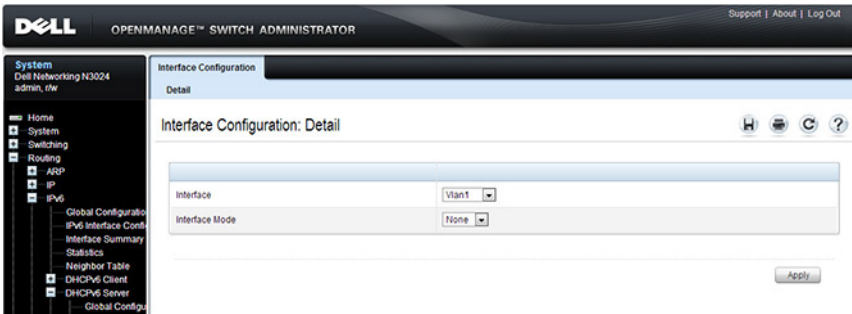 Support | About | Log Out
DELL OPENMANAGE™ SWITCH ADMINISTRATOR
System
Dell Networking N3024
admin, r/w
Home
System
Switching
Routing
ARP
IP
IPv6
Global Configuratio
IPv6 Interface Confi
Interface Summary
Statistics
Neighbor Table
DHCPv6 Client
DHCPv6 Server
Global Configu
Interface Configuration
Detail
Interface Configuration: Detail
Interface Vlan1
Interface Mode None
Apply